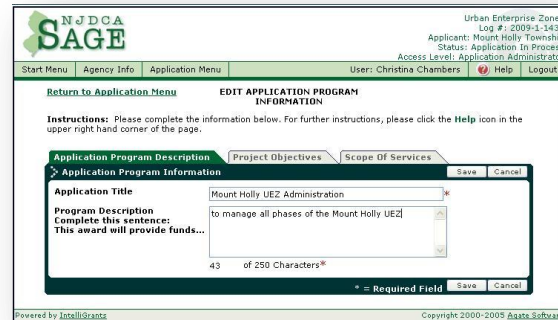 NJDCA
SAGE
Urban Enterprise Zone
Log #: 2009-1-143
Applicant: Mount Holly Townshi
Status: Application In Proces
Access Level: Application Administrato
Start Menu Agency Info Application Menu User: Christina Chambers ? Help Logout
Return to Application Menu EDIT APPLICATION PROGRAM
INFORMATION
Instructions: Please complete the information below. For further instructions, please click the Help icon in the
upper right hand corner of the page.
Application Program Description Project Objectives Scope Of Services
Application Program Information Save Cancel
Application Title Mount Holly UEZ Administration *
Program Description to manage all phases of the Mount Holly UEZ
Complete this sentence:
This award will provide funds...
43 of 250 Characters*
* = Required Field Save Cancel
Powered by IntelliGrants Copyright 2000-2005 Agate Softwar